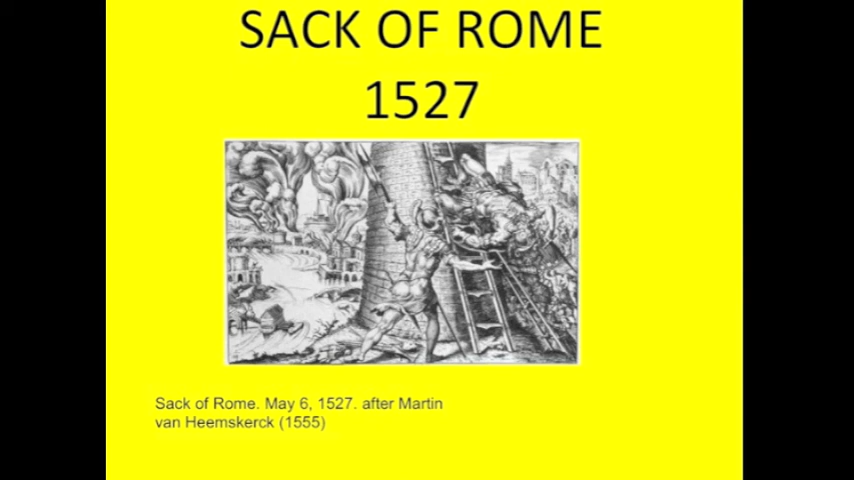 SACK OF ROME
1527
Sack of Rome. May 6, 1527. after Martin
van Heemskerck (1555)